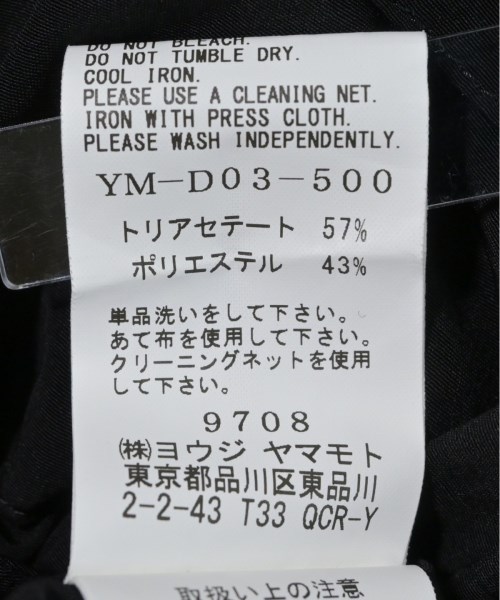 DO NOT BLEACH.
DO NOT TUMBLE DRY.
COOL IRON.
PLEASE USE A CLEANING NET.
IRON WITH PRESS CLOTH.
PLEASE WASH INDEPENDENTLY.
YM-D03-500
トリアセテート 57%
ポリエステル 43%
単品洗いをして下さい。
あて布を使用して下さい。
クリーニングネットを使用
して下さい。
9708
㈱ヨウジ ヤマモト
東京都品川区東品川
2-2-43 T33 QCR-Y
取扱い上の注意